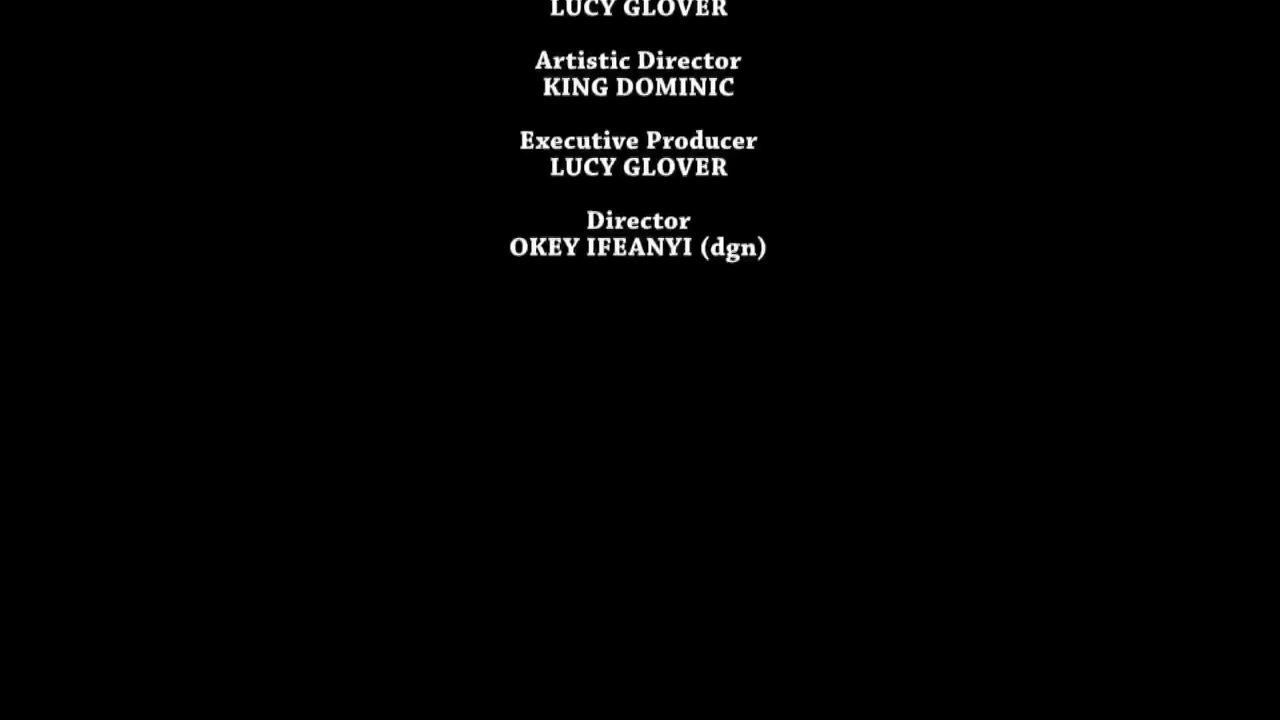 LUCY GLOVER
Artistic Director
KING DOMINIC
Executive Producer
LUCY GLOVER
Director
OKEY IFEANYI (dgn)